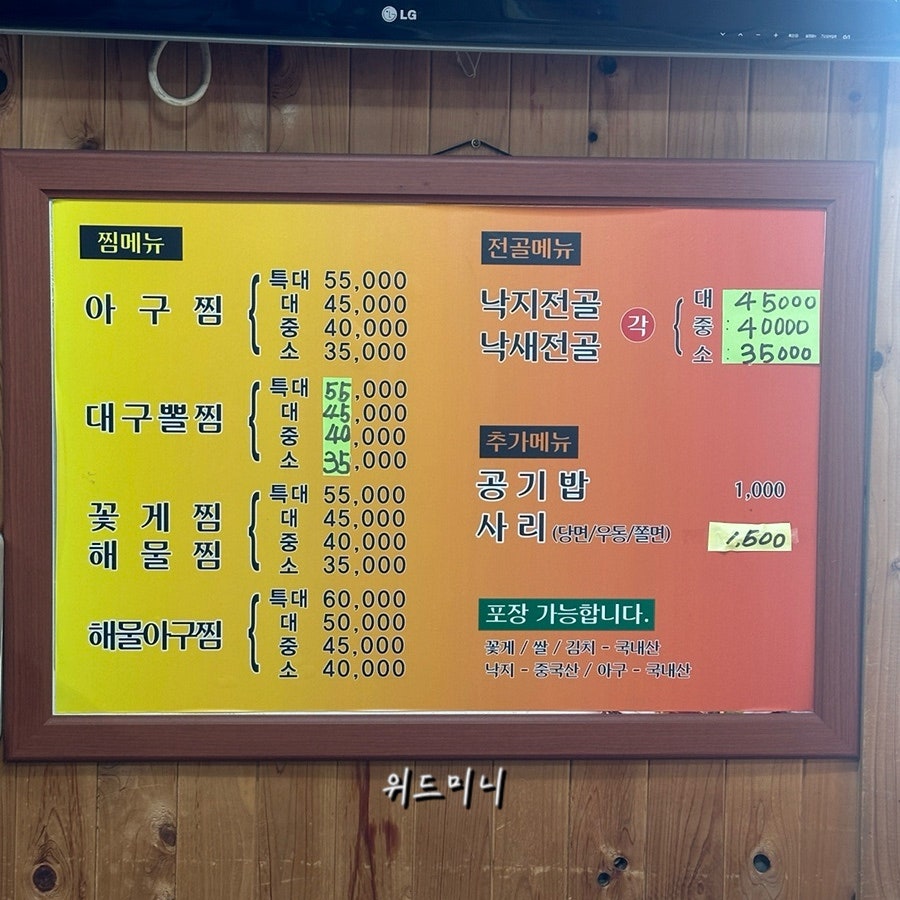 LG
찜메뉴
아구찜
특대 55,000
대 45,000
중 40,000
소 35,000
대구뽈찜
특대 55,000
대 45,000
중 40,000
소 35,000
꽃게찜
해물찜
특대 55,000
대 45,000
중 40,000
소 35,000
해물아구찜
특대 60,000
대 50,000
중 45,000
소 40,000
전골메뉴
낙지전골
낙새전골
각
대 45000
중 : 40000
소 : 35000
추가메뉴
공기밥 1,000
사리(당면/우동/쫄면) 1,500
포장 가능합니다.
꽃게 / 쌀 / 김치 - 국내산
낙지 - 중국산 / 아구 - 국내산
위드미니